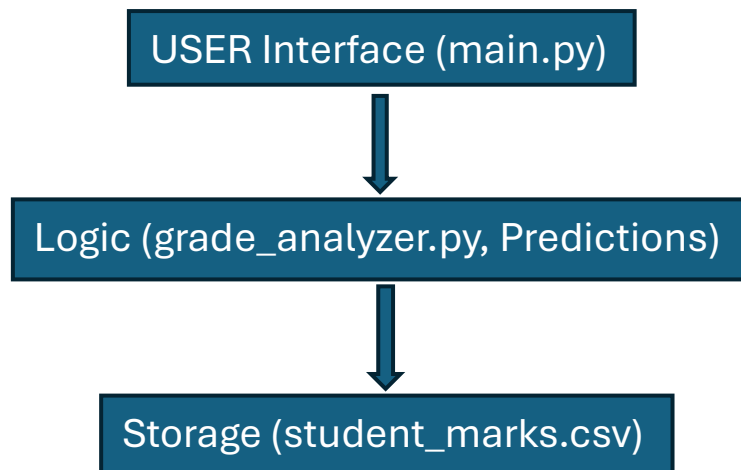 USER Interface (main.py)
Logic (grade_analyzer.py, Predictions)
Storage (student_marks.csv)